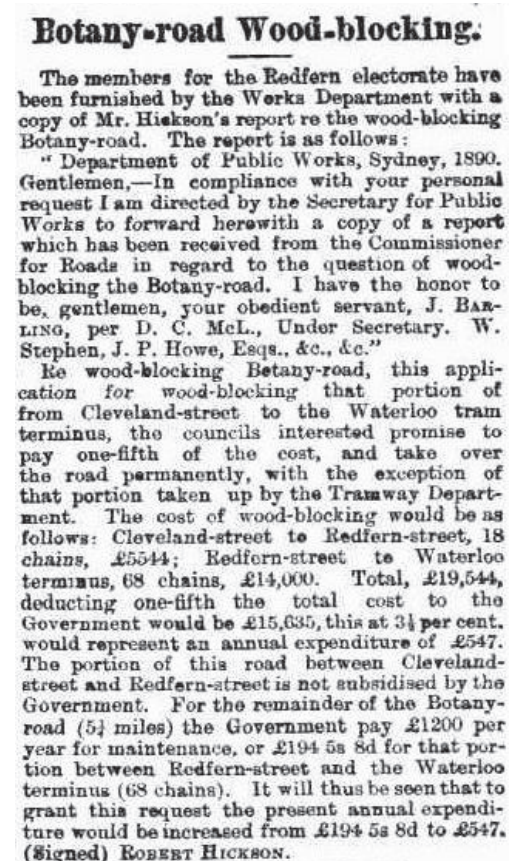 Botany-road Wood-blocking.
The members for the Redfern electorate have
been furnished by the Works Department with a
copy of Mr. Hickson's report re the wood-blocking
Botany-road. The report is as follows:
" Department of Public Works, Sydney, 1890.
Gentlemen,—In compliance with your personal
request I am directed by the Secretary for Public
Works to forward herewith a copy of a report
which has been received from the Commissioner
for Roads in regard to the question of wood-
blocking the Botany-road. I have the honor to
be, gentlemen, your obedient servant, J. BAR-
LING, per D. C. McL., Under Secretary. W.
Stephen, J. P. Howe, Esqs., &c., &c."
Re wood-blocking Botany-road, this appli-
cation for wood-blocking that portion of
from Cleveland-street to the Waterloo tram
terminus, the councils interested promise to
pay one-fifth of the cost, and take over
the road permanently, with the exception of
that portion taken up by the Tramway Depart-
ment. The cost of wood-blocking would be as
follows: Cleveland-street to Redfern-street, 18
chains, £5544; Redfern-street to Waterloo
terminus, 68 chains, £14,000. Total, £19,544,
deducting one-fifth the total cost to the
Government would be £15,635, this at 3½ per cent.
would represent an annual expenditure of £547.
The portion of this road between Cleveland-
street and Redfern-street is not subsidised by the
Government. For the remainder of the Botany-
road (5¼ miles) the Government pay £1200 per
year for maintenance, or £194 5s 8d for that por-
tion between Redfern-street and the Waterloo
terminus (68 chains). It will thus be seen that to
grant this request the present annual expendi-
ture would be increased from £194 5s 8d to £547.
(Signed) ROBERT HICKSON.